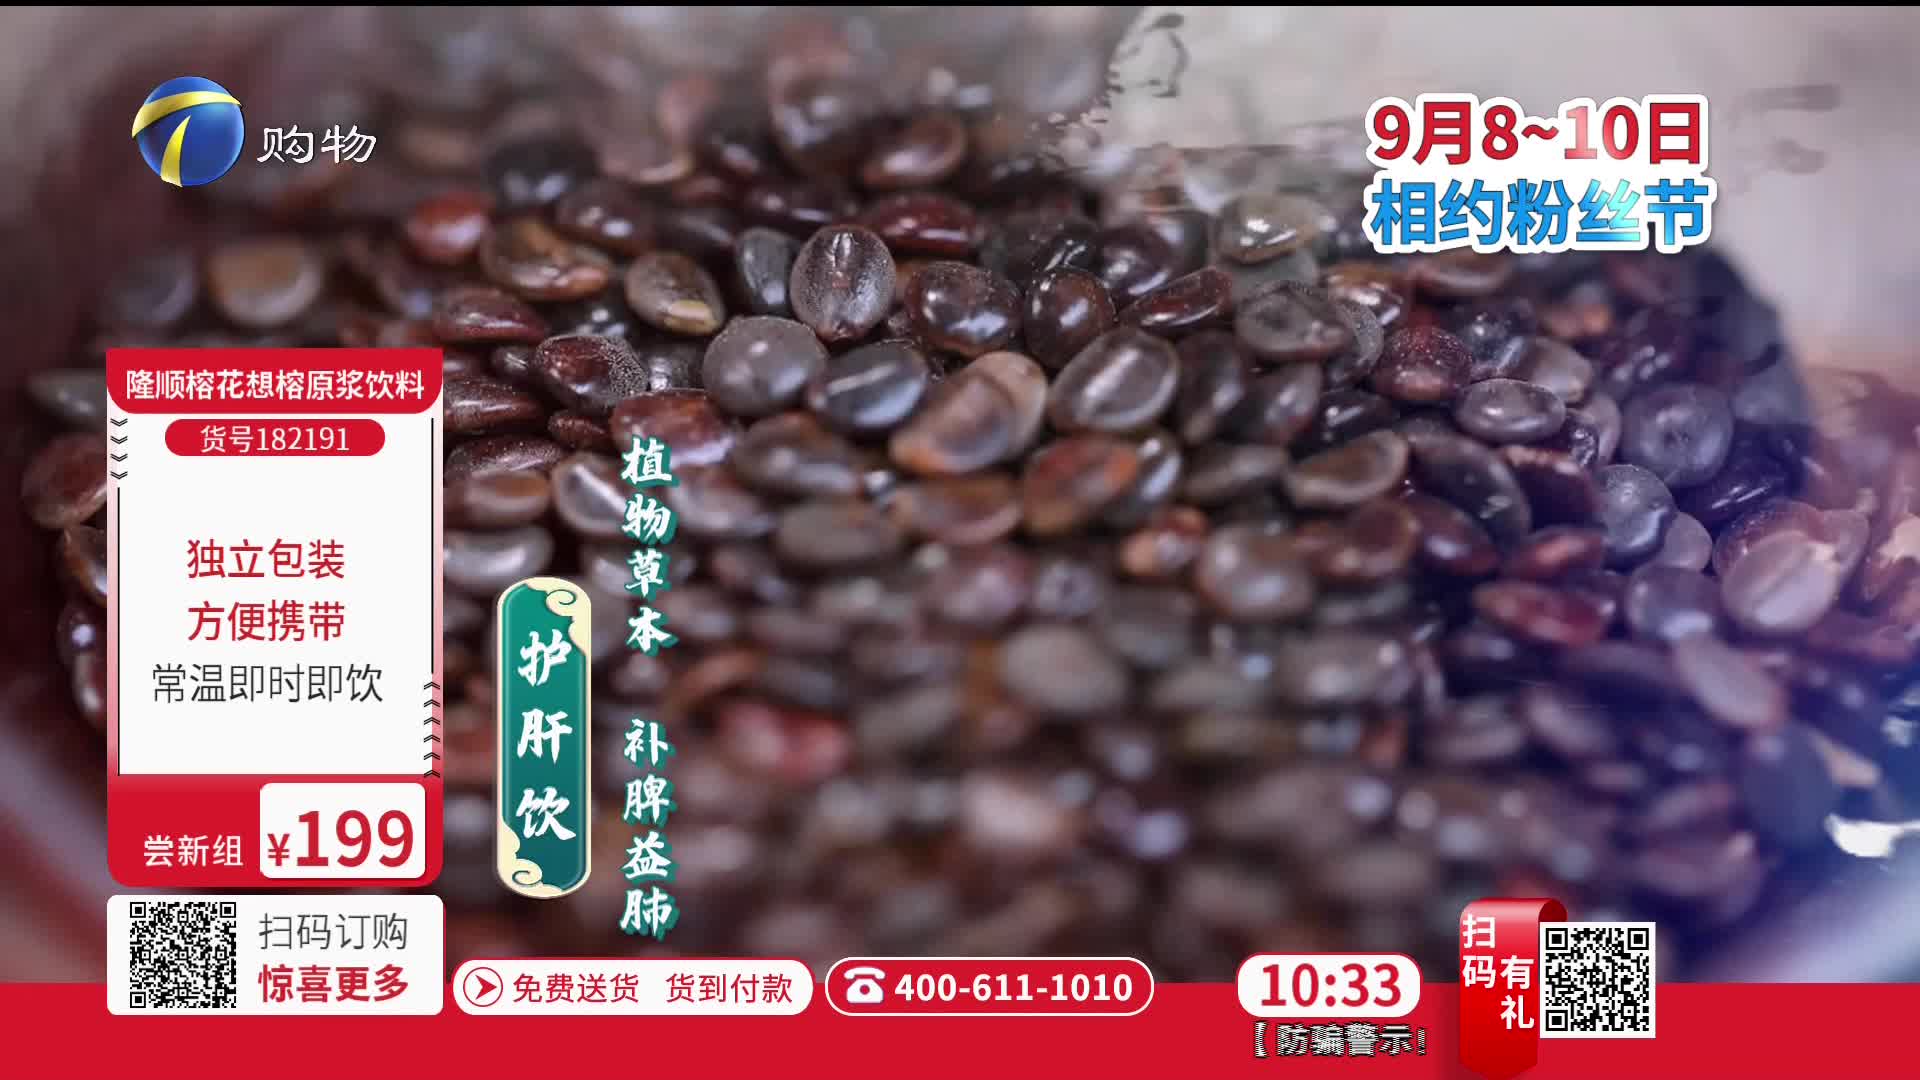 购物
9月8~10日
相约粉丝节
隆顺榕花想榕原浆饮料
货号182191
独立包装
方便携带
常温即时即饮
尝新组 ¥199
扫码订购
惊喜更多
护肝饮
植物草本 补脾益肺
免费送货 货到付款
400-611-1010
10:33
【防骗警示!
扫码有礼